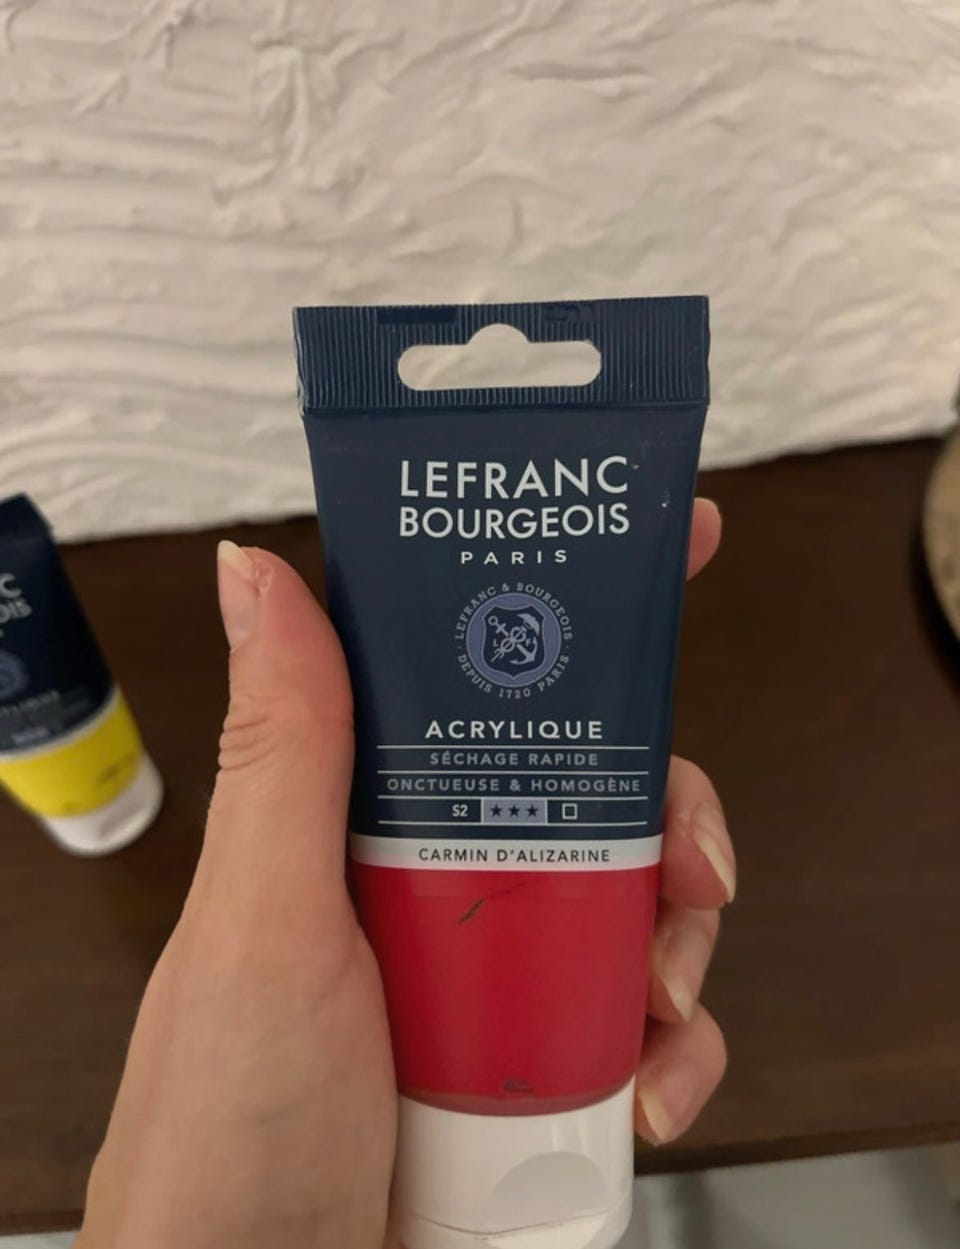 LEFRANC
BOURGEOIS
PARIS
LEFRANC & BOURGEOIS
DEPUIS 1720 PARIS
ACRYLIQUE
SÉCHAGE RAPIDE
ONCTUEUSE & HOMOGÈNE
S2 ★★★ □
CARMIN D'ALIZARINE